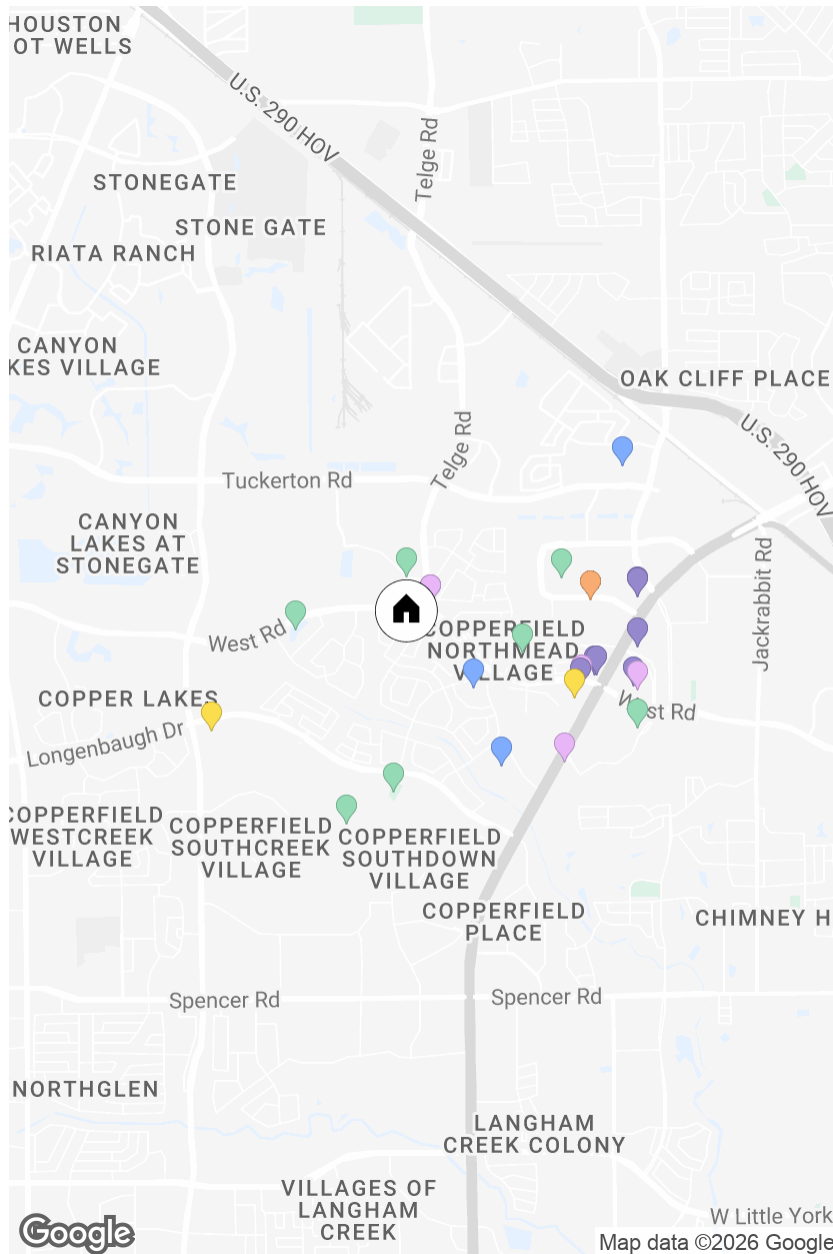 HOUSTON
OT WELLS
U.S. 290 HOV
Telge Rd
STONEGATE
STONE GATE
RIATA RANCH
CANYON
KES VILLAGE
OAK CLIFF PLACE
U.S. 290 HOV
Telge Rd
Tuckerton Rd
CANYON
LAKES AT
STONEGATE
Jackrabbit Rd
West Rd
COPPERFIELD
NORTHMEAD
VILLAGE
COPPER LAKES
West Rd
Longenbaugh Dr
COPPERFIELD
WESTCREEK
VILLAGE
COPPERFIELD
SOUTHCREEK
VILLAGE
COPPERFIELD
SOUTHDOWN
VILLAGE
COPPERFIELD
PLACE
CHIMNEY H
Spencer Rd
Spencer Rd
NORTHGLEN
LANGHAM
CREEK COLONY
VILLAGES OF
LANGHAM
CREEK
W Little York
Google
Map data ©2026 Google